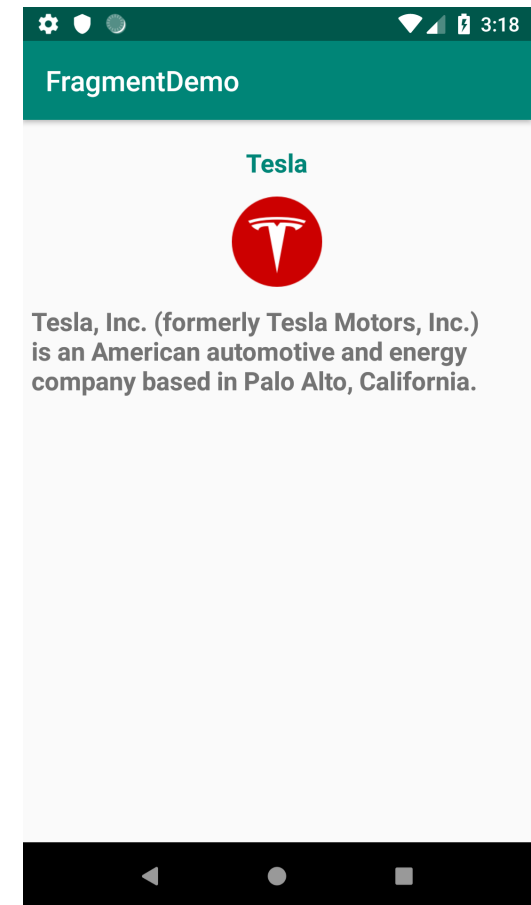 3:18
FragmentDemo
Tesla
Tesla, Inc. (formerly Tesla Motors, Inc.)
is an American automotive and energy
company based in Palo Alto, California.